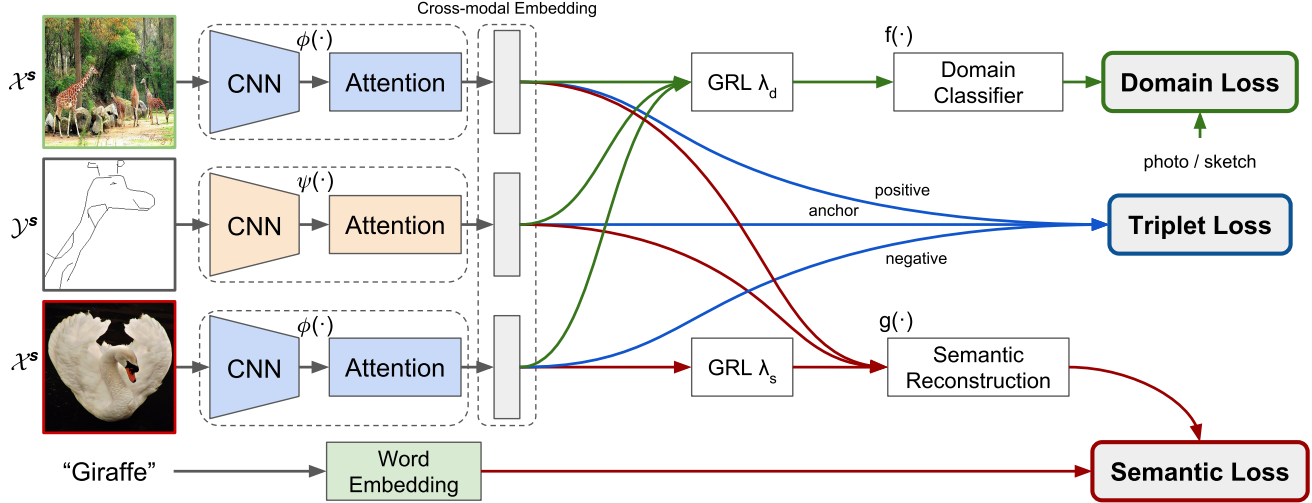 Cross-modal Embedding
𝒳ˢ
CNN
ϕ(·)
Attention
GRL λd
f(·)
Domain
Classifier
Domain Loss
photo / sketch
𝒴ˢ
CNN
ψ(·)
Attention
positive
anchor
negative
Triplet Loss
𝒳ˢ
CNN
ϕ(·)
Attention
GRL λs
g(·)
Semantic
Reconstruction
“Giraffe”
Word
Embedding
Semantic Loss